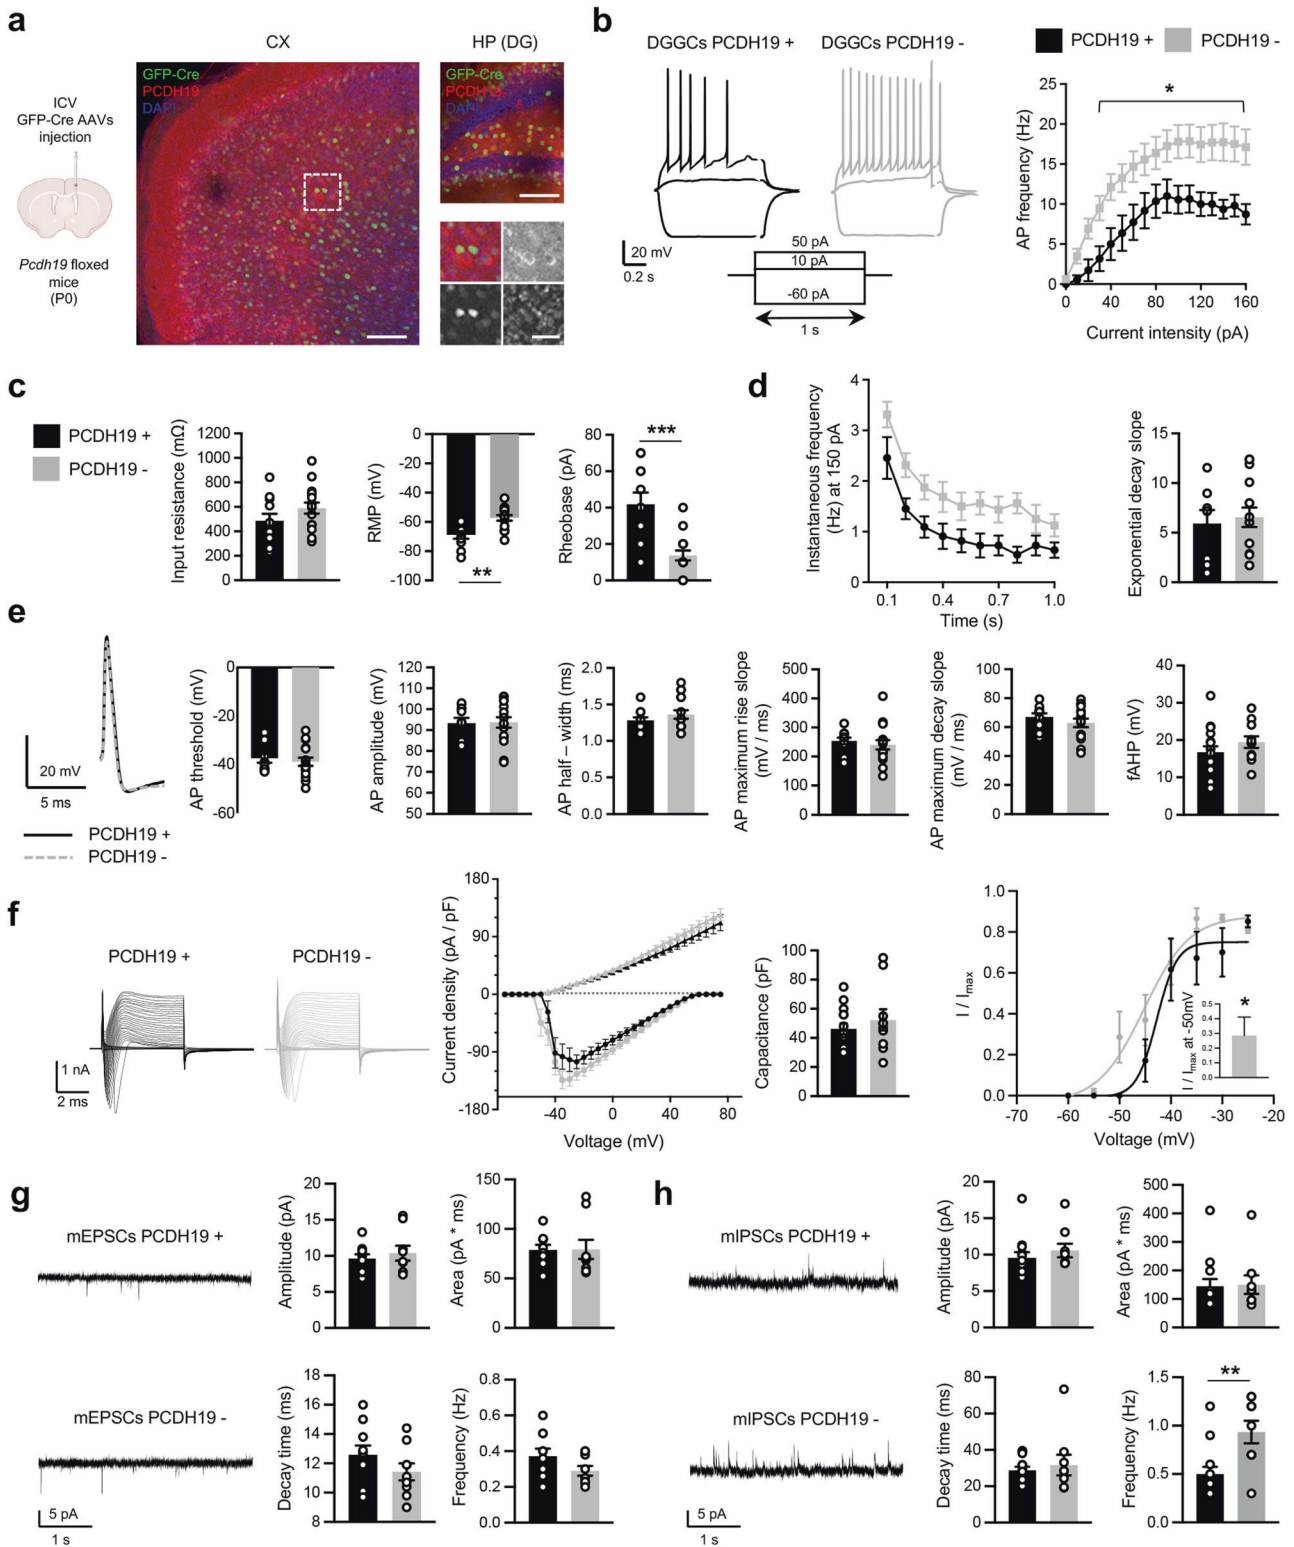 a
CX
HP (DG)
ICV
GFP-Cre AAVs
injection
Pcdh19 floxed
mice
(P0)
GFP-Cre
PCDH19
DAPI
GFP-Cre
PCDH19
DAPI
b
DGGCs PCDH19 +
DGGCs PCDH19 -
20 mV
0.2 s
50 pA
10 pA
-60 pA
1 s
PCDH19 +
PCDH19 -
AP frequency (Hz)
25
20
15
10
5
0
*
0
40
80
120
160
Current intensity (pA)
c
PCDH19 +
PCDH19 -
Input resistance (mΩ)
1200
1000
800
600
400
200
0
RMP (mV)
0
-20
-40
-60
-80
-100
**
Rheobase (pA)
80
60
40
20
0
***
d
Instantaneous frequency
(Hz) at 150 pA
4
3
2
1
0
0.1
0.4
0.7
1.0
Time (s)
Exponential decay slope
15
10
5
0
e
20 mV
5 ms
PCDH19 +
PCDH19 -
AP threshold (mV)
0
-20
-40
-60
AP amplitude (mV)
120
110
100
90
80
70
60
50
AP half – width (ms)
2.0
1.5
1.0
0.5
0.0
AP maximum rise slope
(mV / ms)
500
400
300
200
100
0
AP maximum decay slope
(mV / ms)
100
80
60
40
20
0
fAHP (mV)
40
30
20
10
0
f
PCDH19 +
PCDH19 -
1 nA
2 ms
Current density (pA / pF)
180
90
0
-90
-180
-40
0
40
80
Voltage (mV)
Capacitance (pF)
100
80
60
40
20
0
I / Imax
1.0
0.8
0.6
0.4
0.2
0.0
-70
-60
-50
-40
-30
-20
Voltage (mV)
I / Imax at -50mV
0.5
0.4
0.3
0.2
0.1
0.0
*
g
mEPSCs PCDH19 +
mEPSCs PCDH19 -
5 pA
1 s
Amplitude (pA)
20
15
10
5
0
Area (pA * ms)
150
100
50
0
Decay time (ms)
18
16
14
12
10
8
Frequency (Hz)
0.8
0.6
0.4
0.2
0.0
h
mIPSCs PCDH19 +
mIPSCs PCDH19 -
5 pA
1 s
Amplitude (pA)
20
15
10
5
0
Area (pA * ms)
500
400
300
200
100
0
Decay time (ms)
80
60
40
20
0
Frequency (Hz)
1.5
1.0
0.5
0.0
**